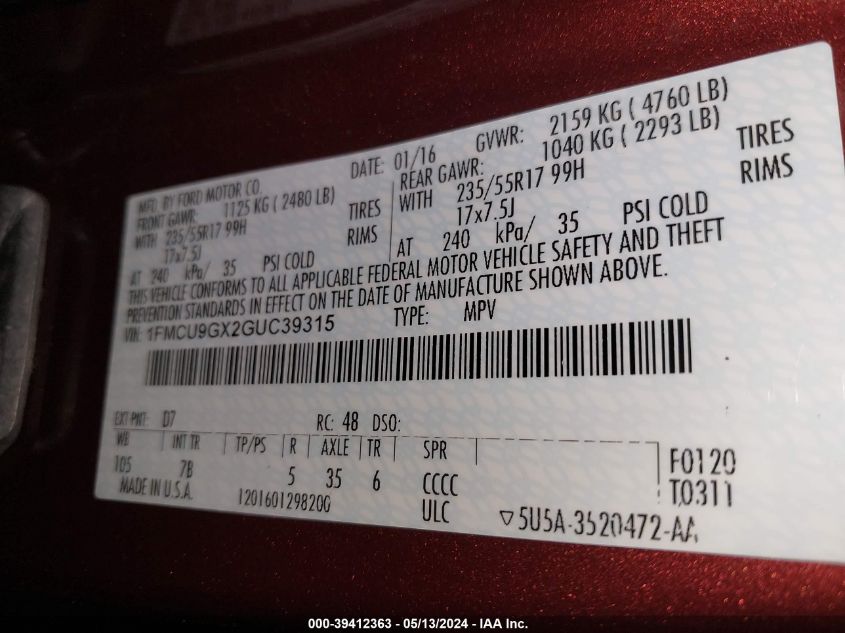 MFD. BY FORD MOTOR CO.
DATE: 01/16 GVWR: 2159 KG ( 4760 LB)
FRONT GAWR: 1125 KG ( 2480 LB)
REAR GAWR: 1040 KG ( 2293 LB)
WITH 235/55R17 99H TIRES
WITH 235/55R17 99H TIRES
17x7.5J RIMS
17x7.5J RIMS
AT 240 kPa/ 35 PSI COLD
AT 240 kPa/ 35 PSI COLD
THIS VEHICLE CONFORMS TO ALL APPLICABLE FEDERAL MOTOR VEHICLE SAFETY AND THEFT
PREVENTION STANDARDS IN EFFECT ON THE DATE OF MANUFACTURE SHOWN ABOVE.
VIN: 1FMCU9GX2GUC39315 TYPE: MPV
EXT PNT: D7 RC: 48 DSO:
WB INT TR TP/PS R AXLE TR SPR
105 7B 5 35 6 CCCC
F0120
T0311
MADE IN U.S.A. 1201601298200 ULC ▽5U5A-3520472-AA
000-39412363 - 05/13/2024 - IAA Inc.